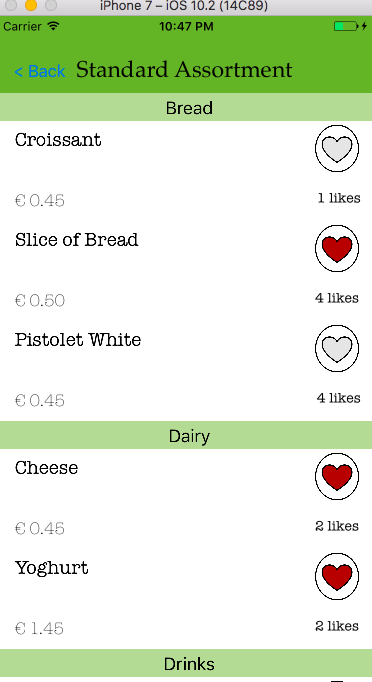 iPhone 7 – iOS 10.2 (14C89)
Carrier 10:47 PM
< Back Standard Assortment
Bread
Croissant
€ 0.45 1 likes
Slice of Bread
€ 0.50 4 likes
Pistolet White
€ 0.45 4 likes
Dairy
Cheese
€ 0.45 2 likes
Yoghurt
€ 1.45 2 likes
Drinks